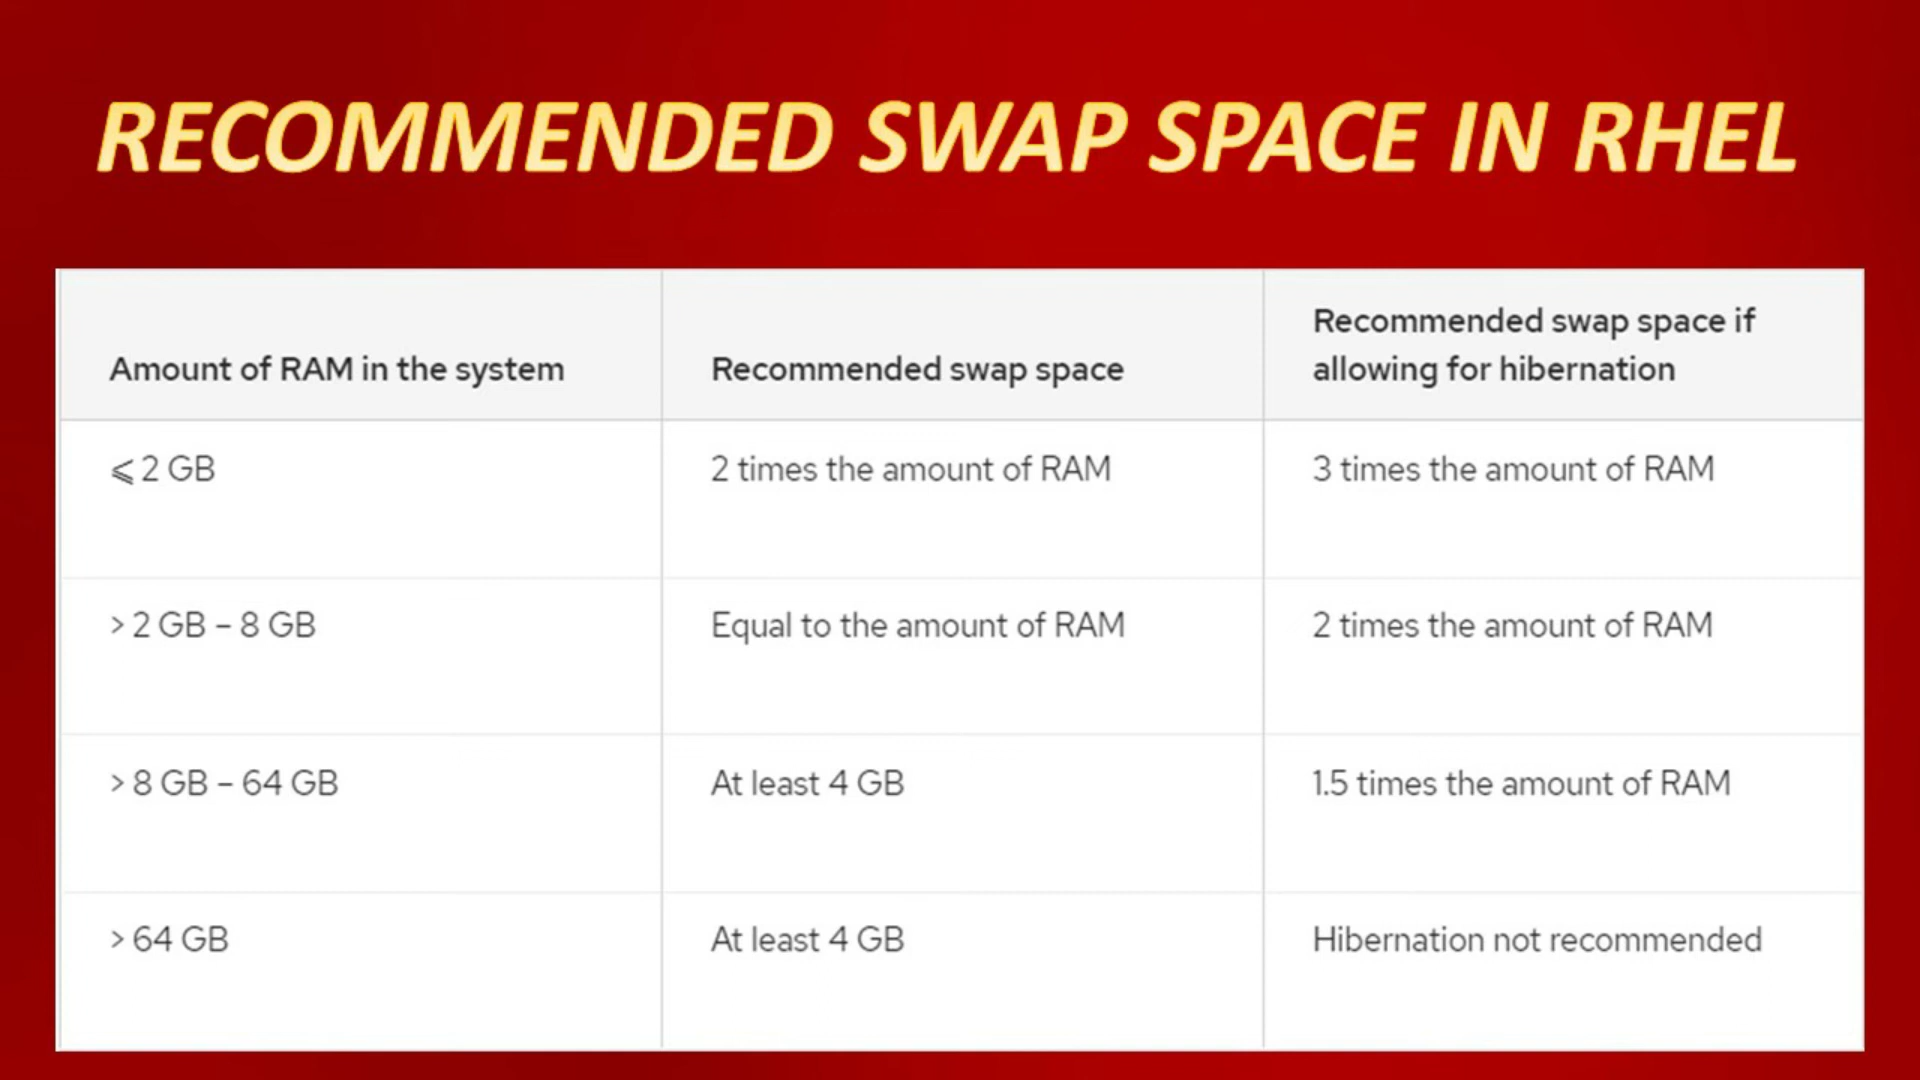 RECOMMENDED SWAP SPACE IN RHEL
Amount of RAM in the system
Recommended swap space
Recommended swap space if
allowing for hibernation
⩽ 2 GB
2 times the amount of RAM
3 times the amount of RAM
> 2 GB – 8 GB
Equal to the amount of RAM
2 times the amount of RAM
> 8 GB – 64 GB
At least 4 GB
1.5 times the amount of RAM
> 64 GB
At least 4 GB
Hibernation not recommended